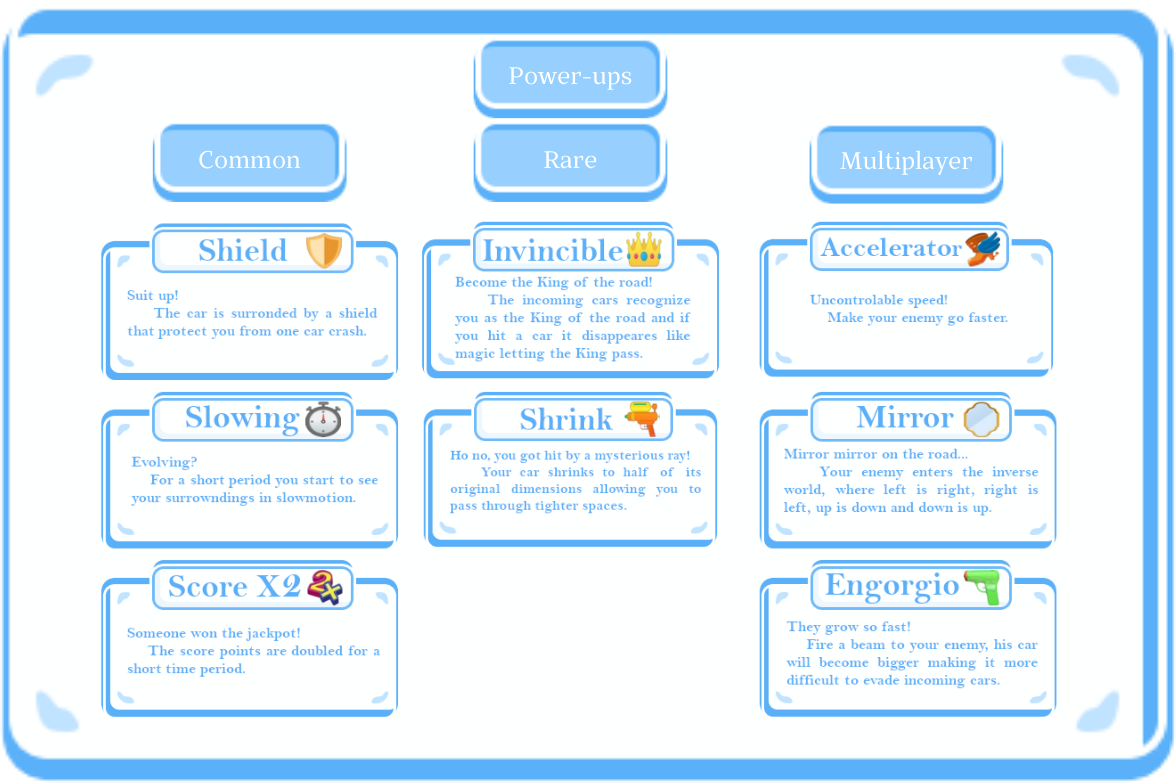 Power-ups
Common
Rare
Multiplayer
Shield
Suit up!
The car is surronded by a shield
that protect you from one car crash.
Slowing
Evolving?
For a short period you start to see
your surrowndings in slowmotion.
Score X2
2x
Someone won the jackpot!
The score points are doubled for a
short time period.
Invincible
Become the King of the road!
The incoming cars recognize
you as the King of the road and if
you hit a car it disappeares like
magic letting the King pass.
Shrink
Ho no, you got hit by a mysterious ray!
Your car shrinks to half of its
original dimensions allowing you to
pass through tighter spaces.
Accelerator
Uncontrolable speed!
Make your enemy go faster.
Mirror
Mirror mirror on the road...
Your enemy enters the inverse
world, where left is right, right is
left, up is down and down is up.
Engorgio
They grow so fast!
Fire a beam to your enemy, his car
will become bigger making it more
difficult to evade incoming cars.